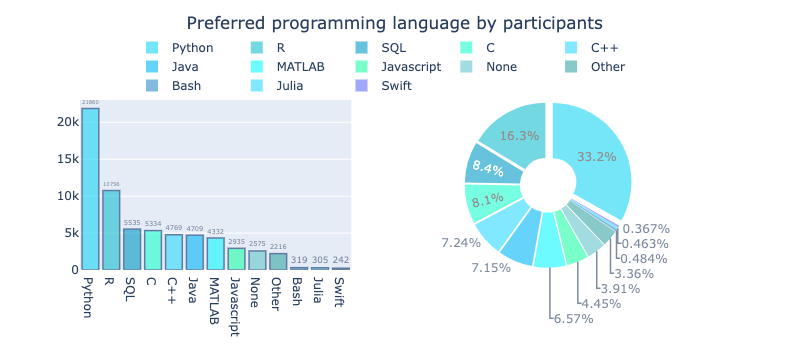 Preferred programming language by participants
Python R SQL C C++
Java MATLAB Javascript None Other
Bash Julia Swift
21860
20k
15k
10k
5k
0
10756
5535
5334
4769
4709
4332
2935
2575
2216
319
305
242
Python
R
SQL
C
C++
Java
MATLAB
Javascript
None
Other
Bash
Julia
Swift
33.2%
16.3%
8.4%
8.1%
7.24%
7.15%
6.57%
4.45%
3.91%
3.36%
0.484%
0.463%
0.367%